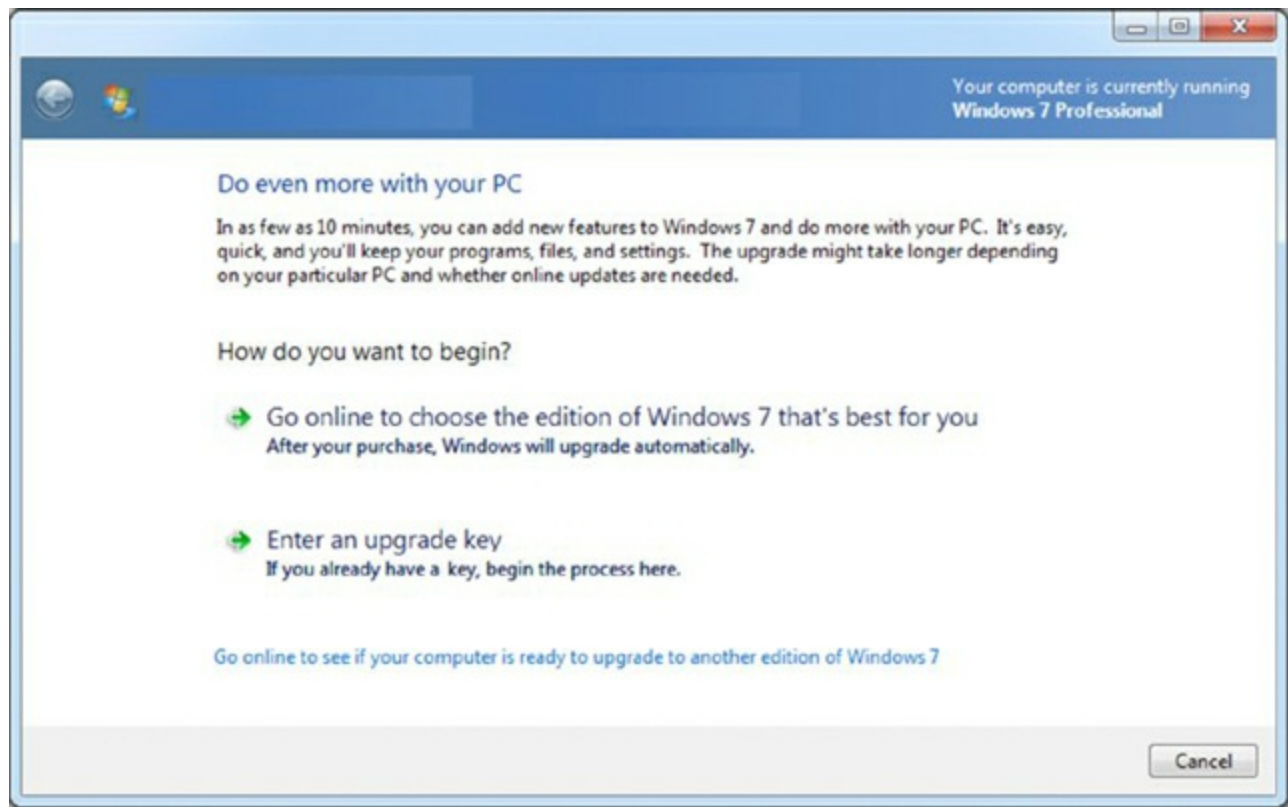 Your computer is currently running
Windows 7 Professional
Do even more with your PC
In as few as 10 minutes, you can add new features to Windows 7 and do more with your PC. It's easy,
quick, and you'll keep your programs, files, and settings. The upgrade might take longer depending
on your particular PC and whether online updates are needed.
How do you want to begin?
Go online to choose the edition of Windows 7 that's best for you
After your purchase, Windows will upgrade automatically.
Enter an upgrade key
If you already have a key, begin the process here.
Go online to see if your computer is ready to upgrade to another edition of Windows 7
Cancel